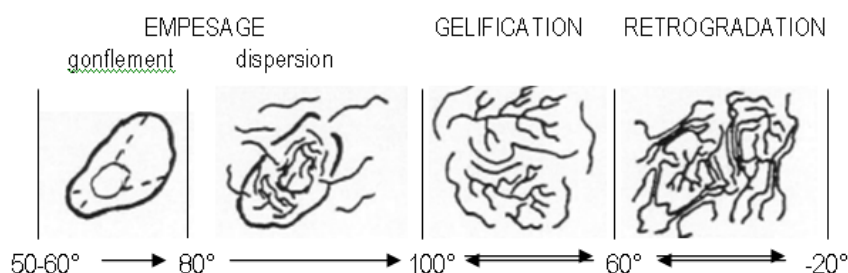 EMPESAGE GELIFICATION RETROGRADATION
gonflement dispersion
50-60° 80° 100° 60° -20°